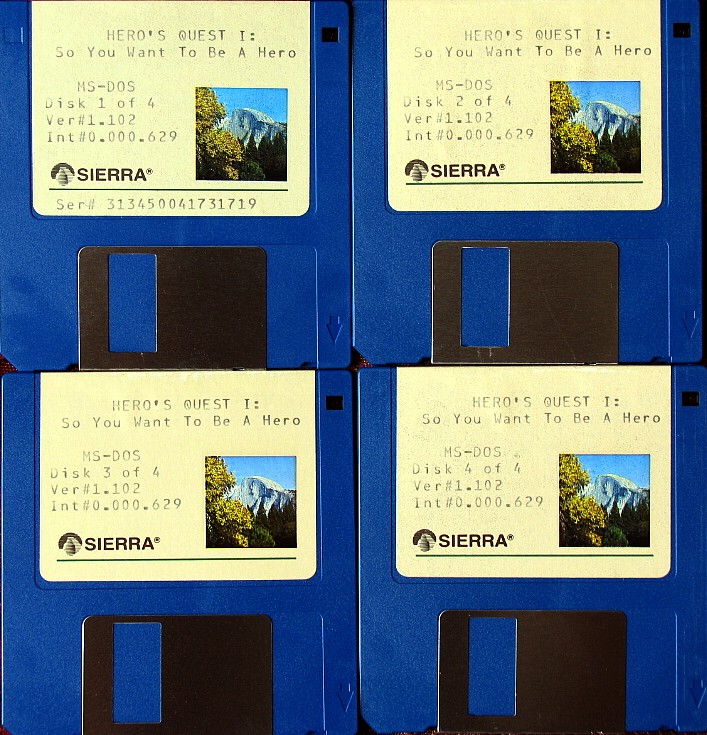 HERO'S QUEST I:
So You Want To Be A Hero
MS-DOS
Disk 1 of 4
Ver#1.102
Int#0.000.629
SIERRA®
Ser# 313450041731719
HERO'S QUEST I:
So You Want To Be A Hero
MS-DOS
Disk 2 of 4
Ver#1.102
Int#0.000.629
SIERRA®
HERO'S QUEST I:
So You Want To Be A Hero
MS-DOS
Disk 3 of 4
Ver#1.102
Int#0.000.629
SIERRA®
HERO'S QUEST I:
So You Want To Be A Hero
MS-DOS
Disk 4 of 4
Ver#1.102
Int#0.000.629
SIERRA®